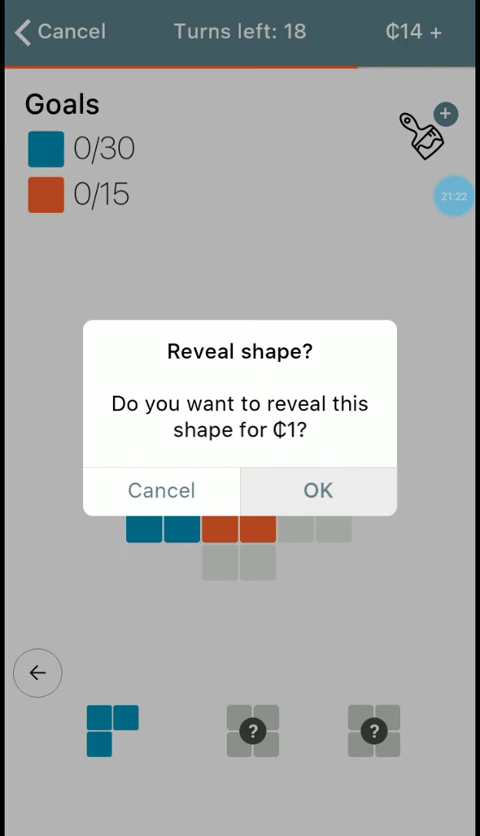 Cancel
Turns left: 18
₵14 +
Goals
0/30
0/15
+
21:22
Reveal shape?
Do you want to reveal this
shape for ₵1?
Cancel
OK
?
?